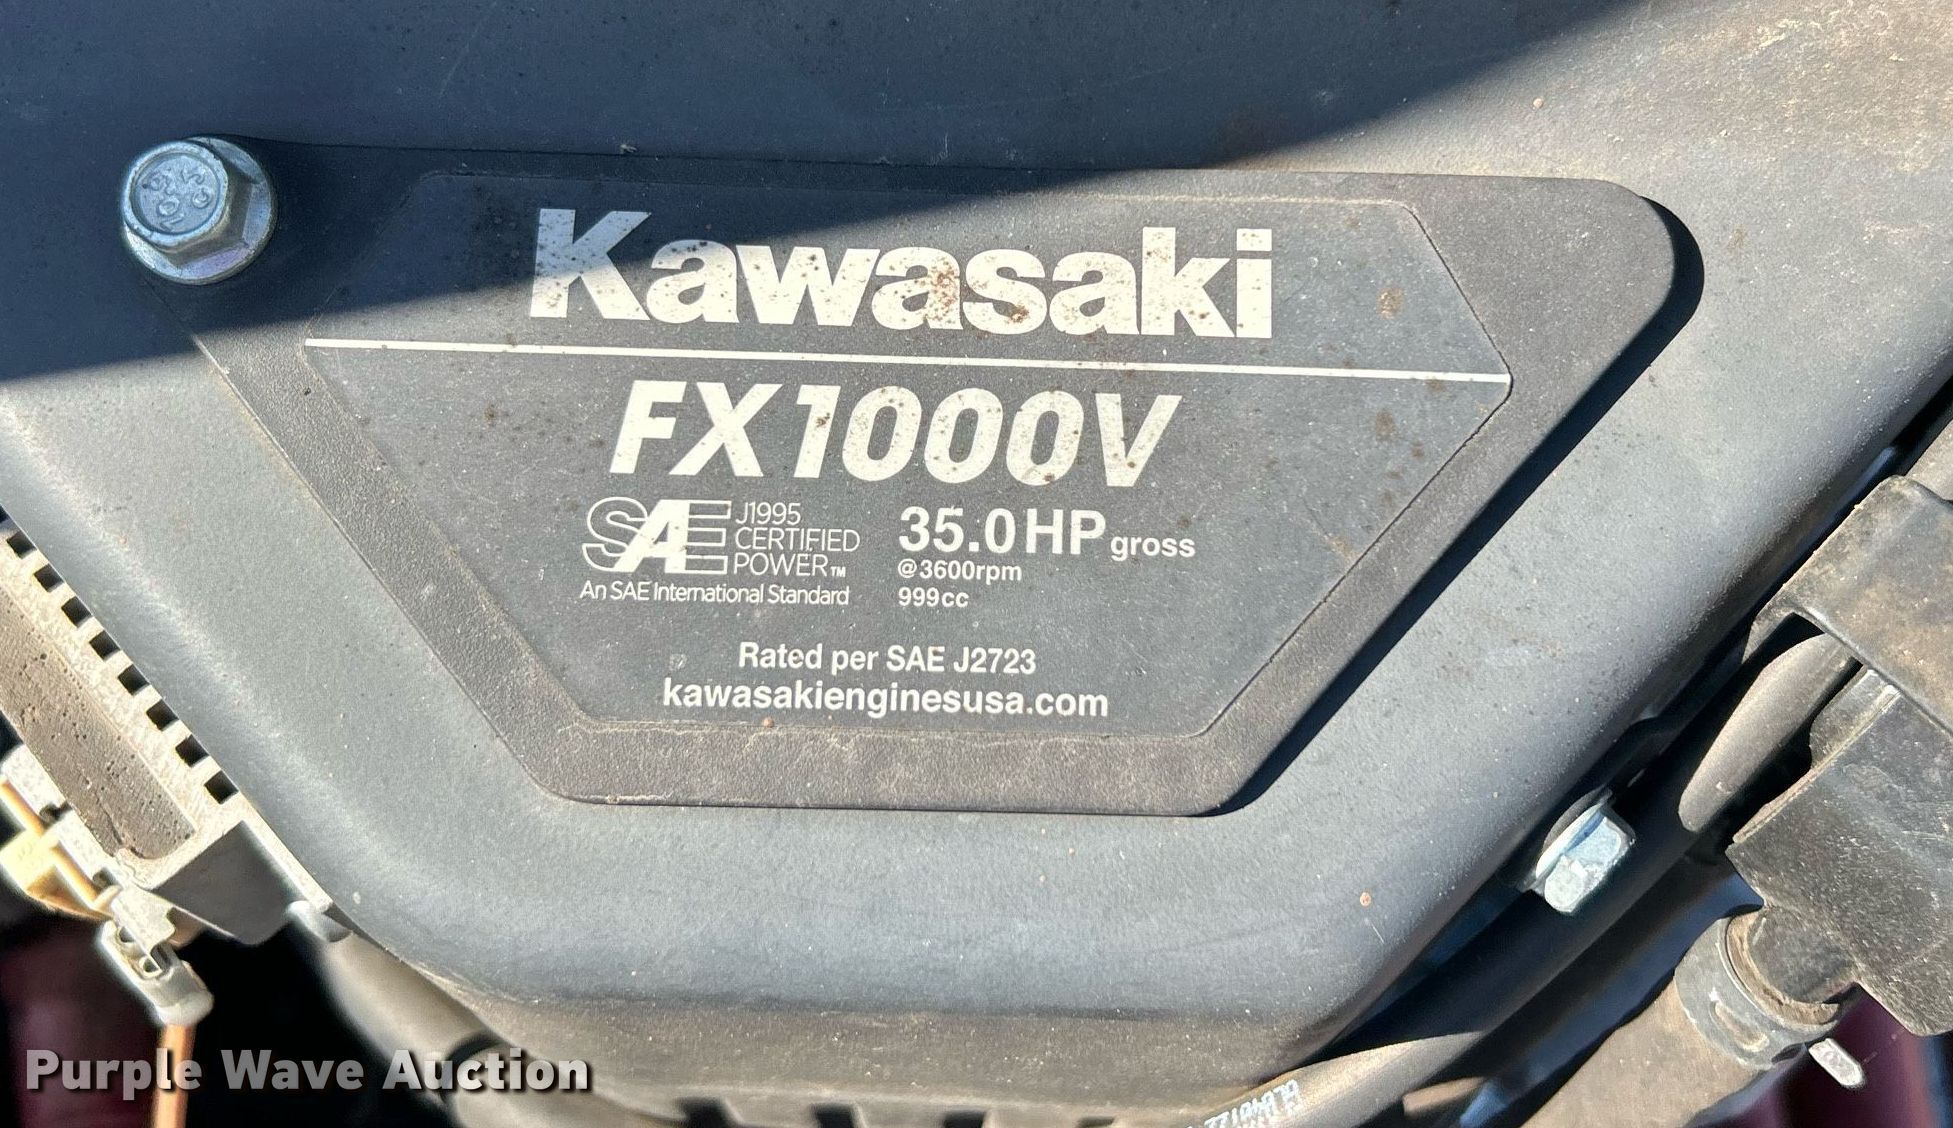 Kawasaki
FX1000V
SAE J1995
CERTIFIED
POWER™
An SAE International Standard
35.0 HP gross
@3600rpm
999cc
Rated per SAE J2723
kawasakienginesusa.com
Purple Wave Auction